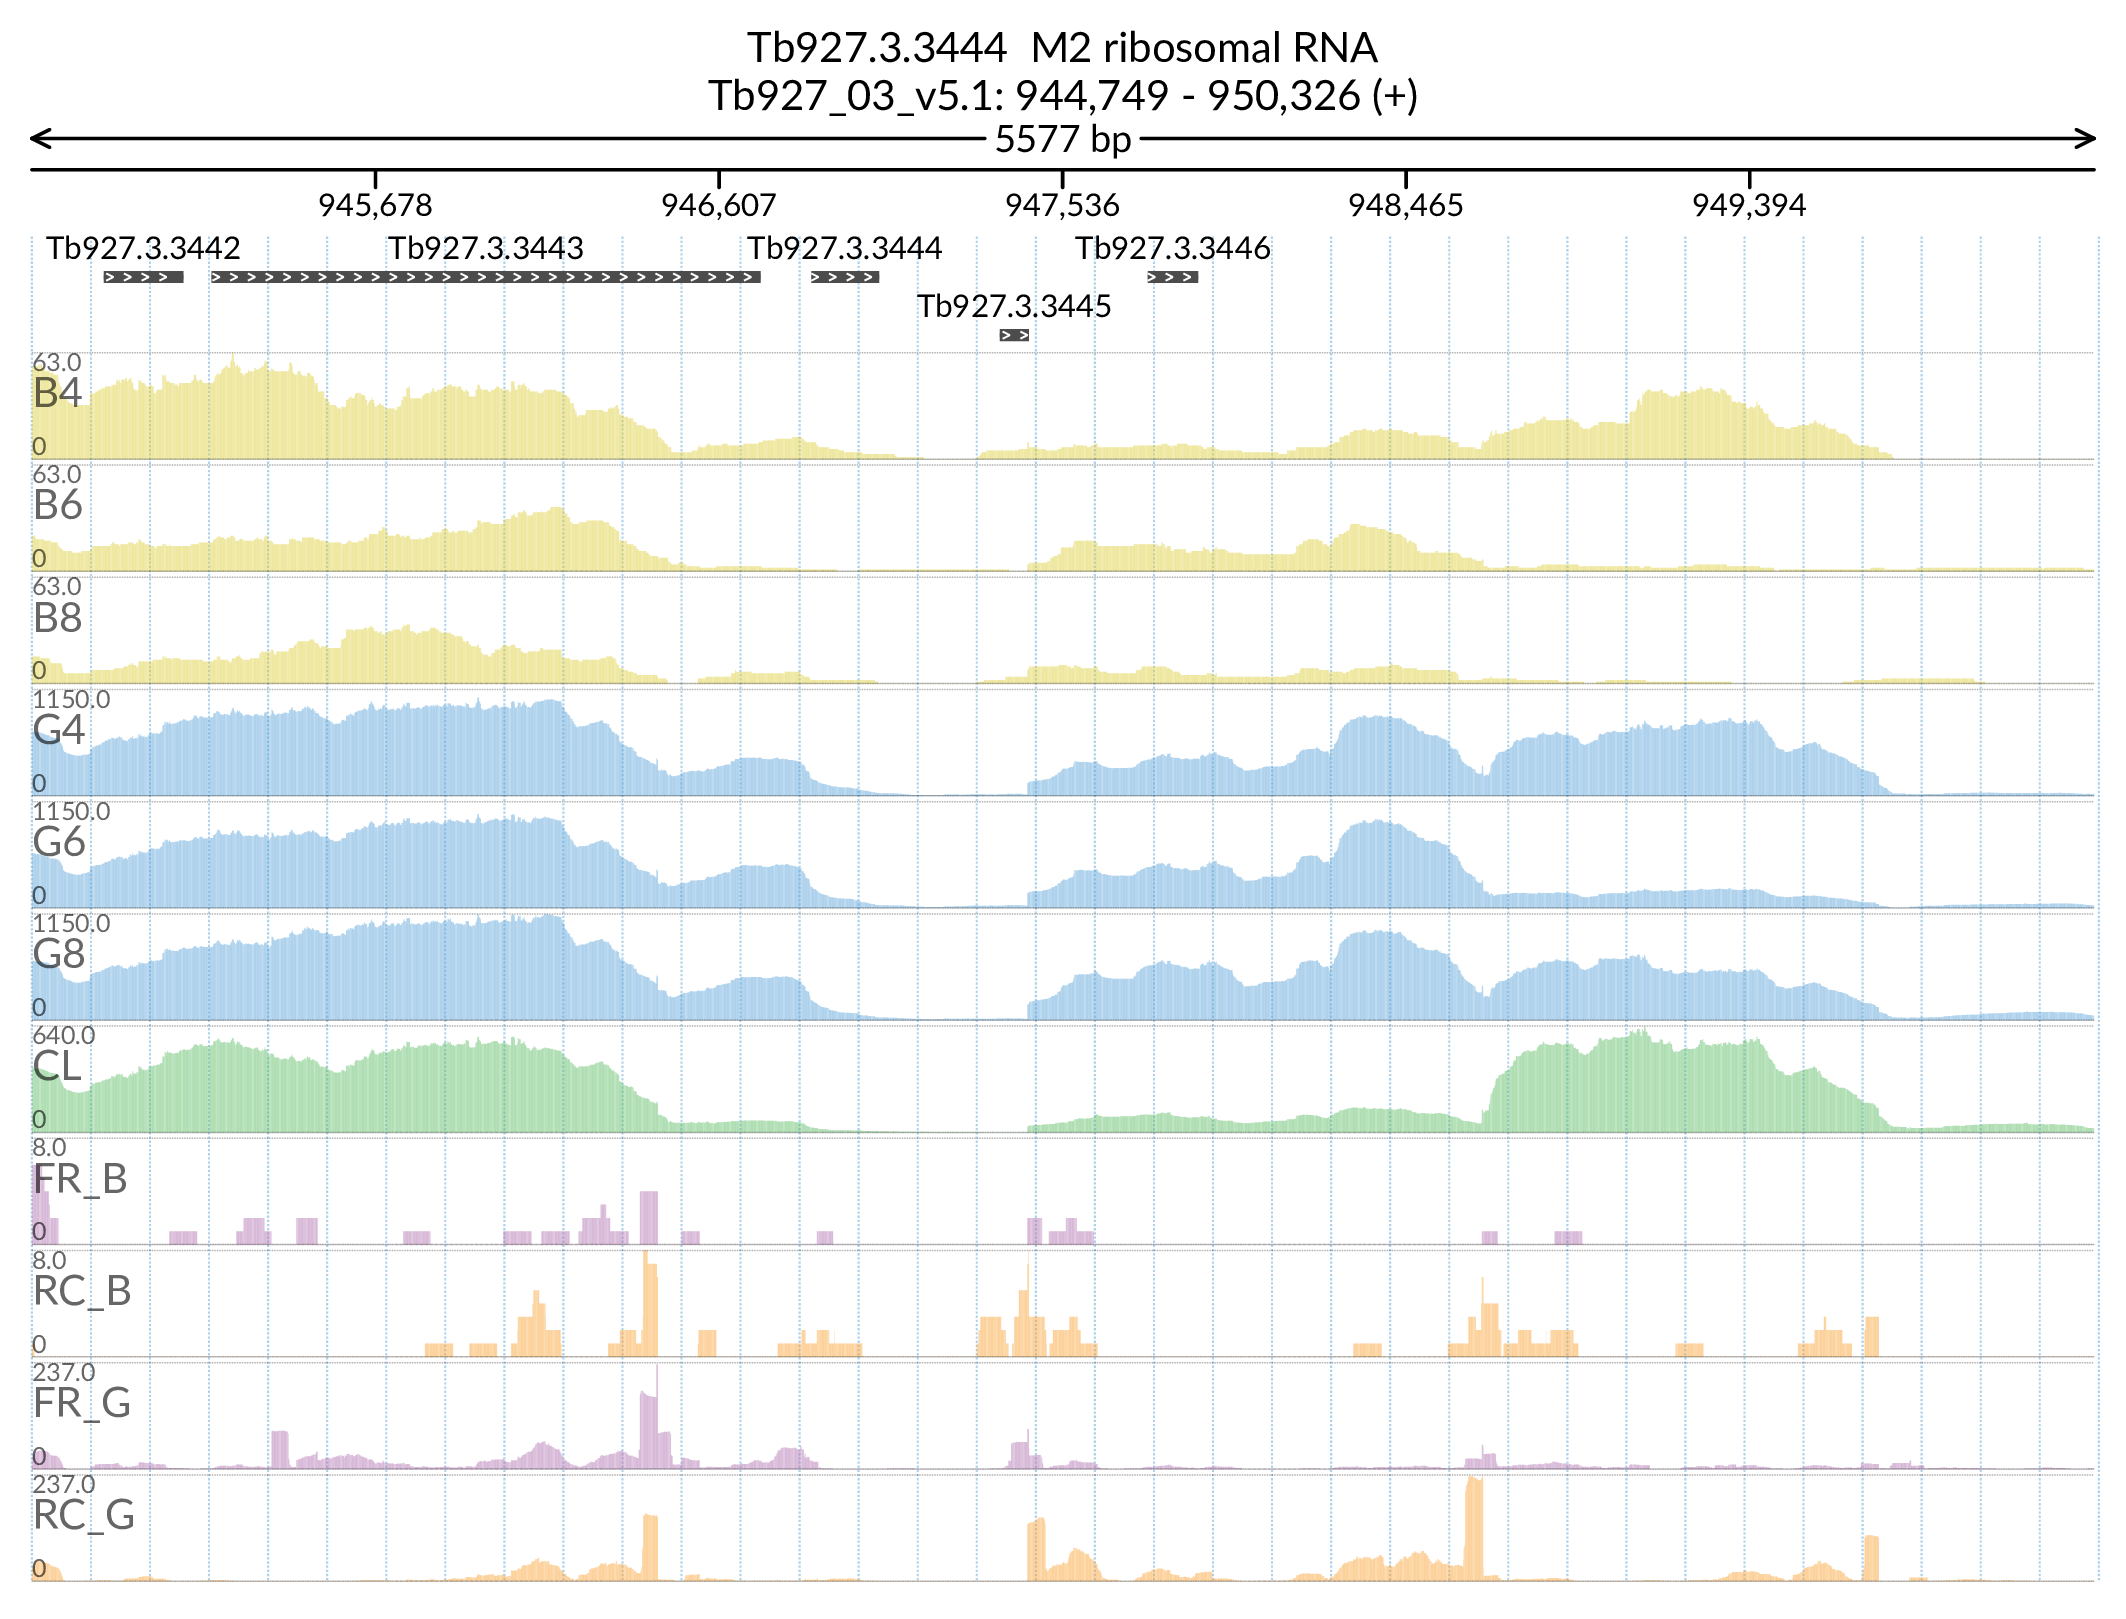 Tb927.3.3444 M2 ribosomal RNA
Tb927_03_v5.1: 944,749 - 950,326 (+)
5577 bp
945,678 946,607 947,536 948,465 949,394
Tb927.3.3442 Tb927.3.3443 Tb927.3.3444 Tb927.3.3446
Tb927.3.3445
63.0
B4
0
63.0
B6
0
63.0
B8
0
1150.0
G4
0
1150.0
G6
0
1150.0
G8
0
640.0
CL
0
8.0
FR_B
0
8.0
RC_B
0
237.0
FR_G
0
237.0
RC_G
0